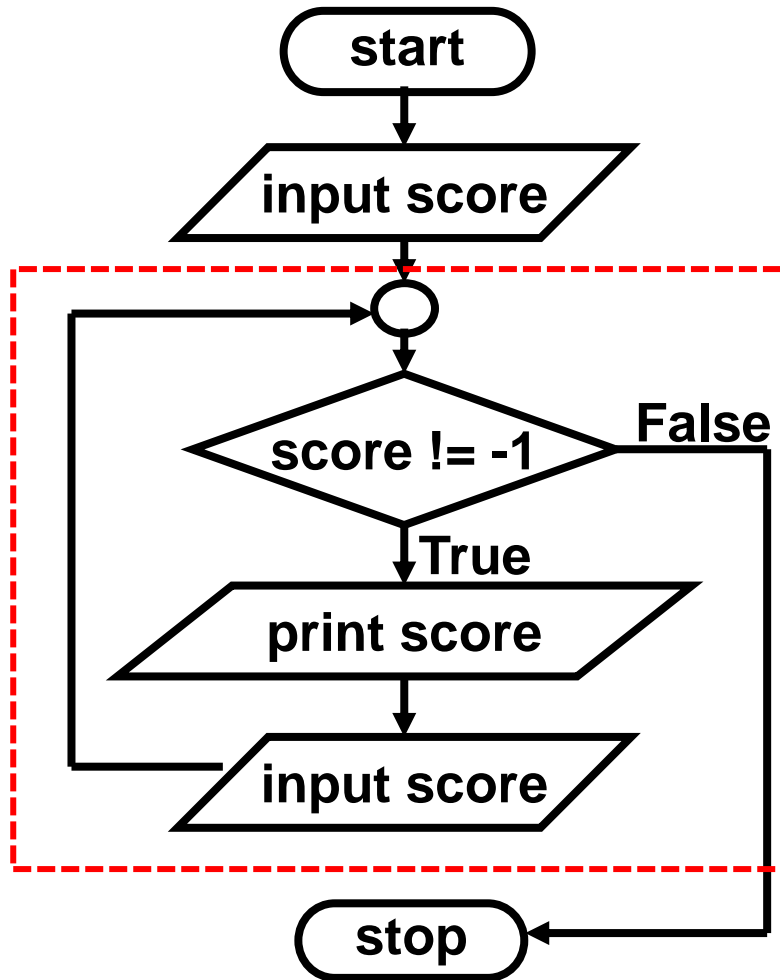 start
input score
score != -1
False
True
print score
input score
stop